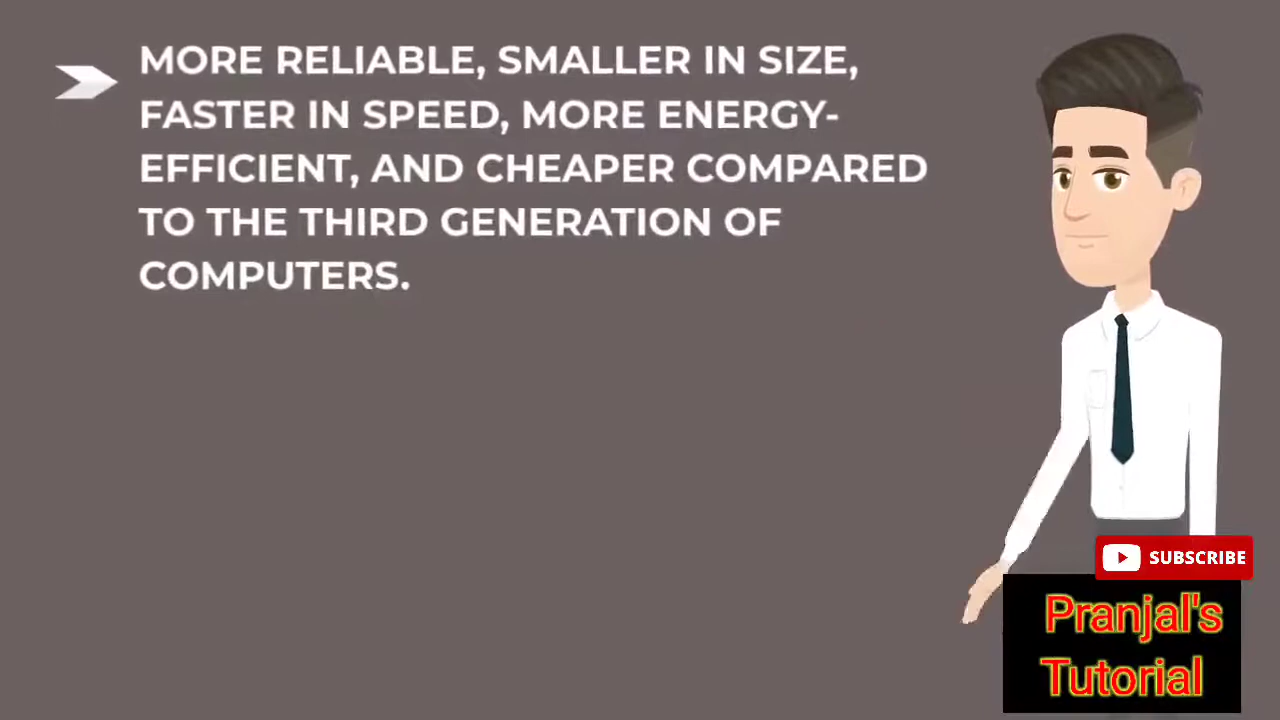 MORE RELIABLE, SMALLER IN SIZE,
FASTER IN SPEED, MORE ENERGY-
EFFICIENT, AND CHEAPER COMPARED
TO THE THIRD GENERATION OF
COMPUTERS.
SUBSCRIBE
Pranjal's
Tutorial